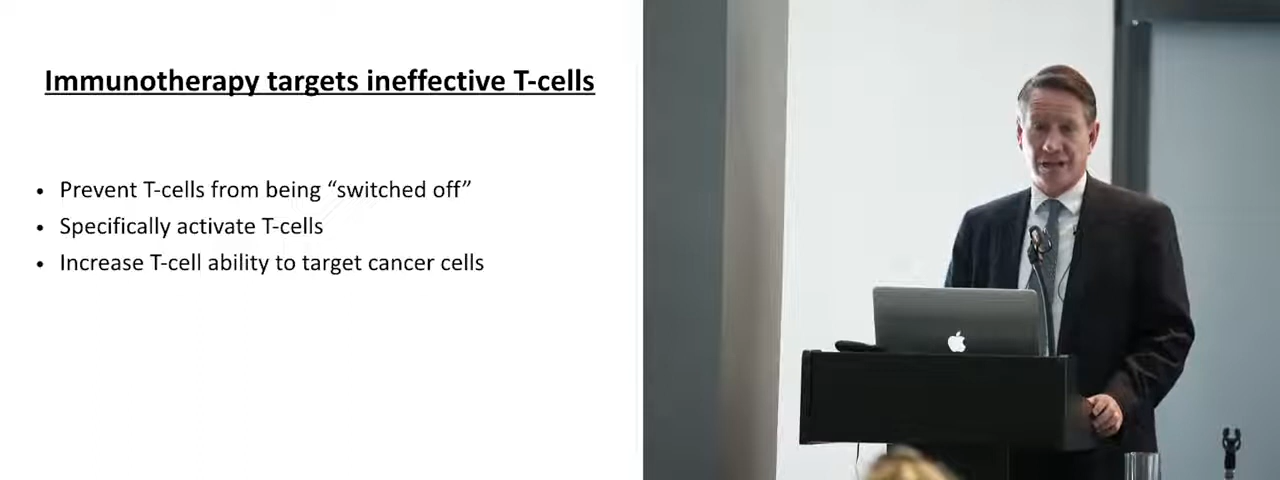 Immunotherapy targets ineffective T-cells
• Prevent T-cells from being “switched off”
• Specifically activate T-cells
• Increase T-cell ability to target cancer cells